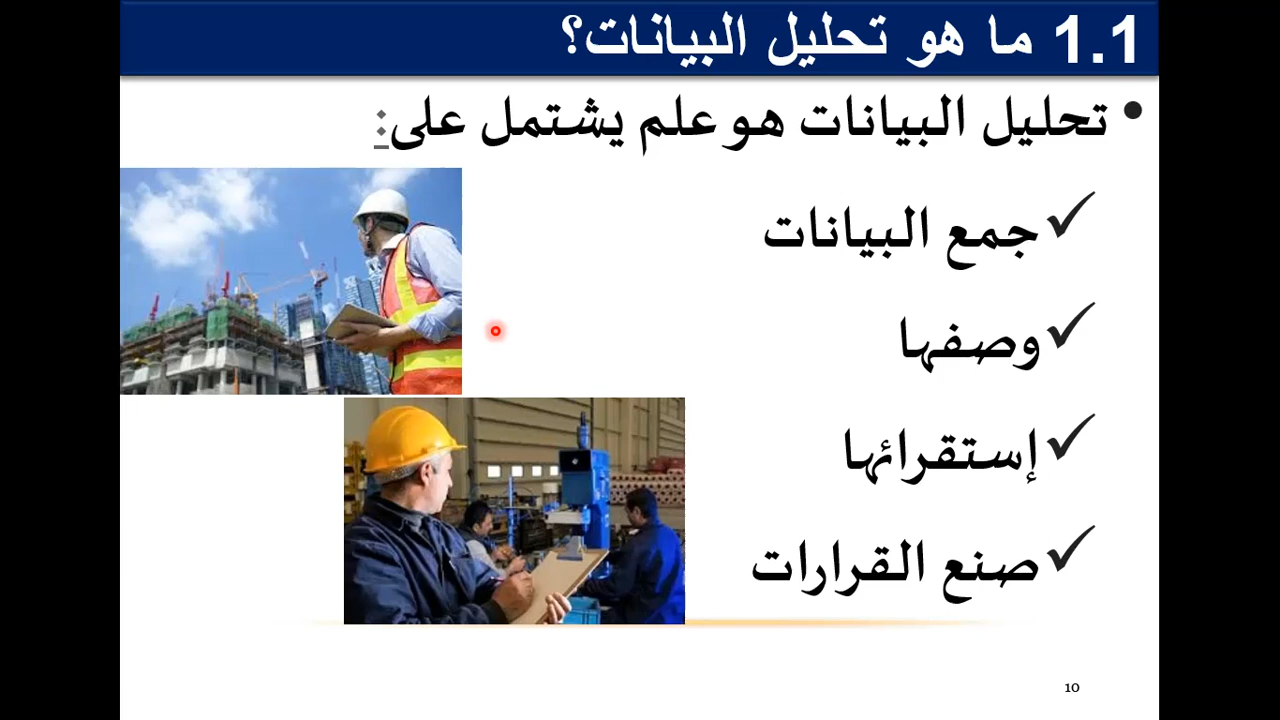 1.1 ما هو تحليل البيانات؟
• تحليل البيانات هو علم يشتمل على:
✓ جمع البيانات
✓ وصفها
✓ إستقرائها
✓ صنع القرارات
10